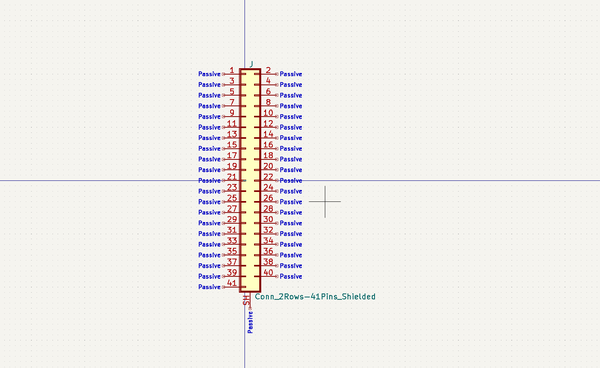 J
Passive 1 2 Passive
Passive 3 4 Passive
Passive 5 6 Passive
Passive 7 8 Passive
Passive 9 10 Passive
Passive 11 12 Passive
Passive 13 14 Passive
Passive 15 16 Passive
Passive 17 18 Passive
Passive 19 20 Passive
Passive 21 22 Passive
Passive 23 24 Passive
Passive 25 26 Passive
Passive 27 28 Passive
Passive 29 30 Passive
Passive 31 32 Passive
Passive 33 34 Passive
Passive 35 36 Passive
Passive 37 38 Passive
Passive 39 40 Passive
Passive 41
Conn_2Rows-41Pins_Shielded
SH
Passive